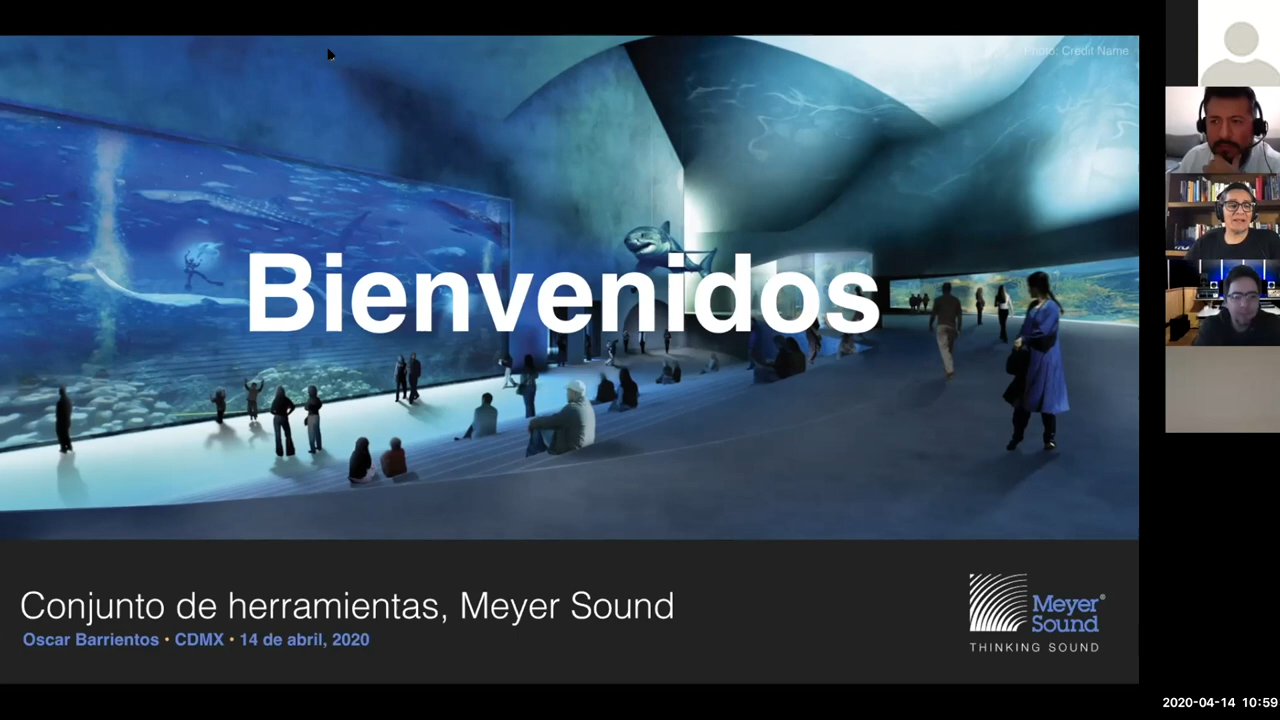 Photo: Credit Name
Bienvenidos
Conjunto de herramientas, Meyer Sound
Oscar Barrientos • CDMX • 14 de abril, 2020
Meyer®
Sound
THINKING SOUND
2020-04-14 10:59